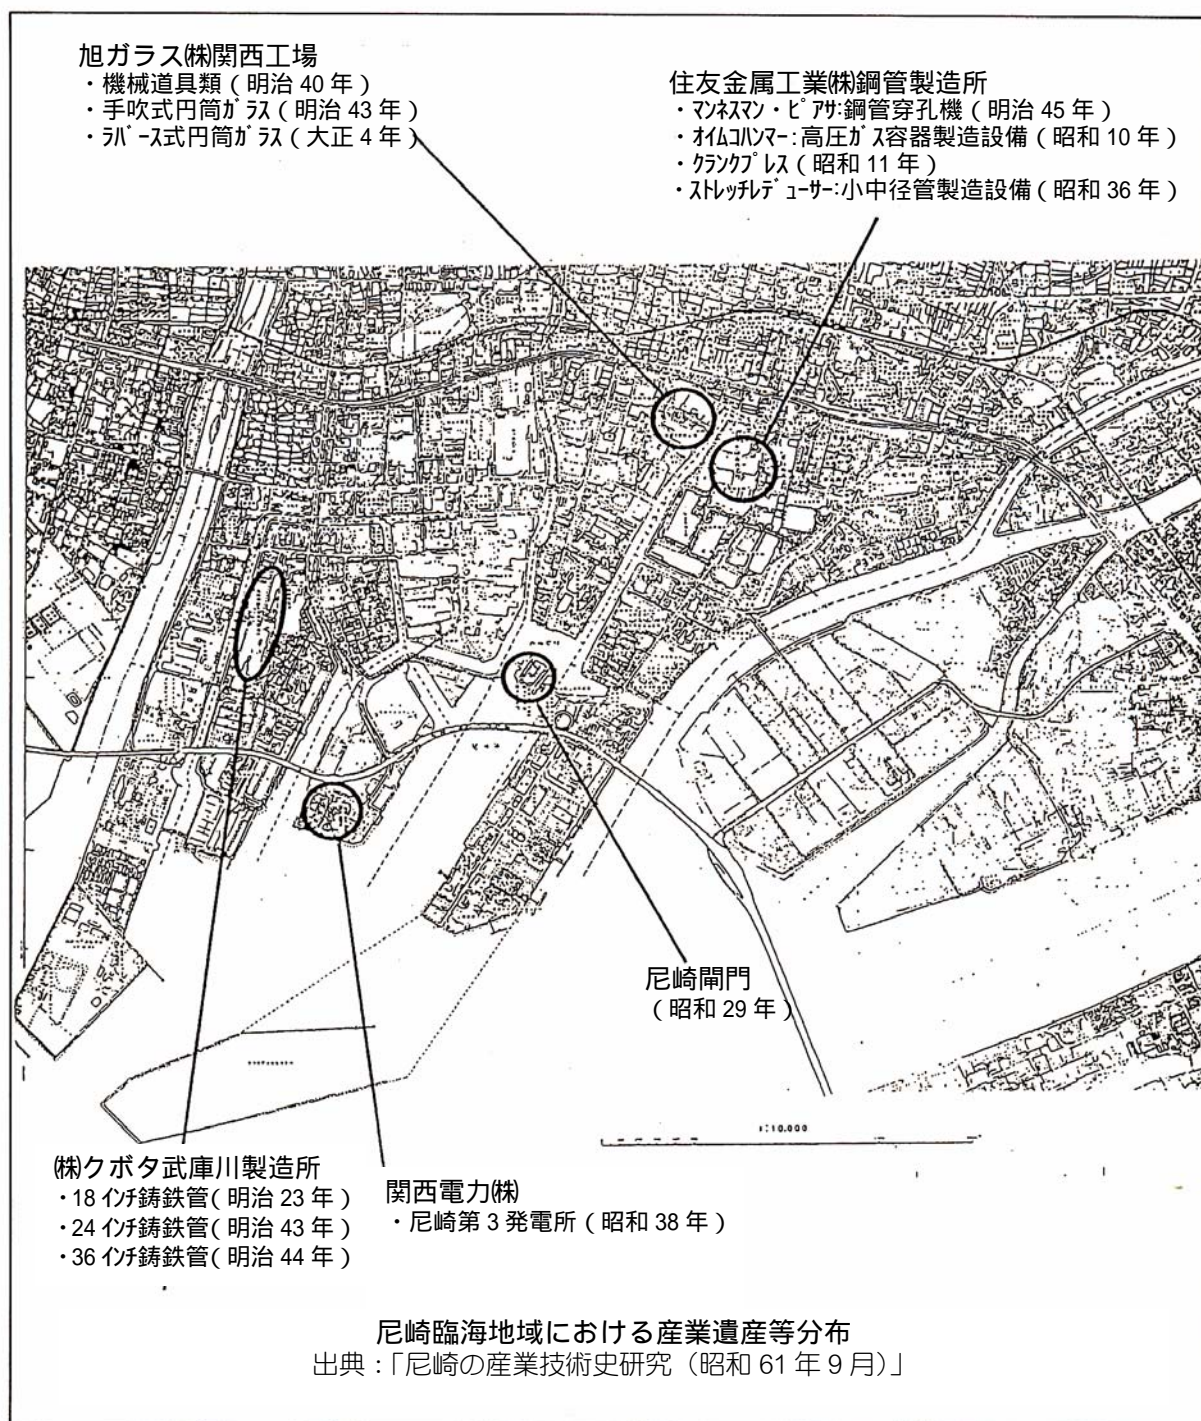 旭ガラス㈱関西工場
・機械道具類（明治 40 年）
・手吹式円筒ｶﾞﾗｽ（明治 43 年）
・ﾗﾊﾞｰｽ式円筒ｶﾞﾗｽ（大正 4 年）
住友金属工業㈱鋼管製造所
・ﾏﾝﾈｽﾏﾝ・ﾋﾟｱｻ:鋼管穿孔機（明治 45 年）
・ｵｲﾑｺﾊﾝﾏｰ:高圧ｶﾞｽ容器製造設備（昭和 10 年）
・ｸﾗﾝｸﾌﾟﾚｽ（昭和 11 年）
・ｽﾄﾚｯﾁﾚﾃﾞｭｰｻｰ:小中径管製造設備（昭和 36 年）
尼崎閘門
（昭和 29 年）
1:10,000
㈱クボタ武庫川製造所
・18 ｲﾝﾁ鋳鉄管（明治 23 年）
・24 ｲﾝﾁ鋳鉄管（明治 43 年）
・36 ｲﾝﾁ鋳鉄管（明治 44 年）
関西電力㈱
・尼崎第 3 発電所（昭和 38 年）
尼崎臨海地域における産業遺産等分布
出典：「尼崎の産業技術史研究（昭和 61 年 9 月）」